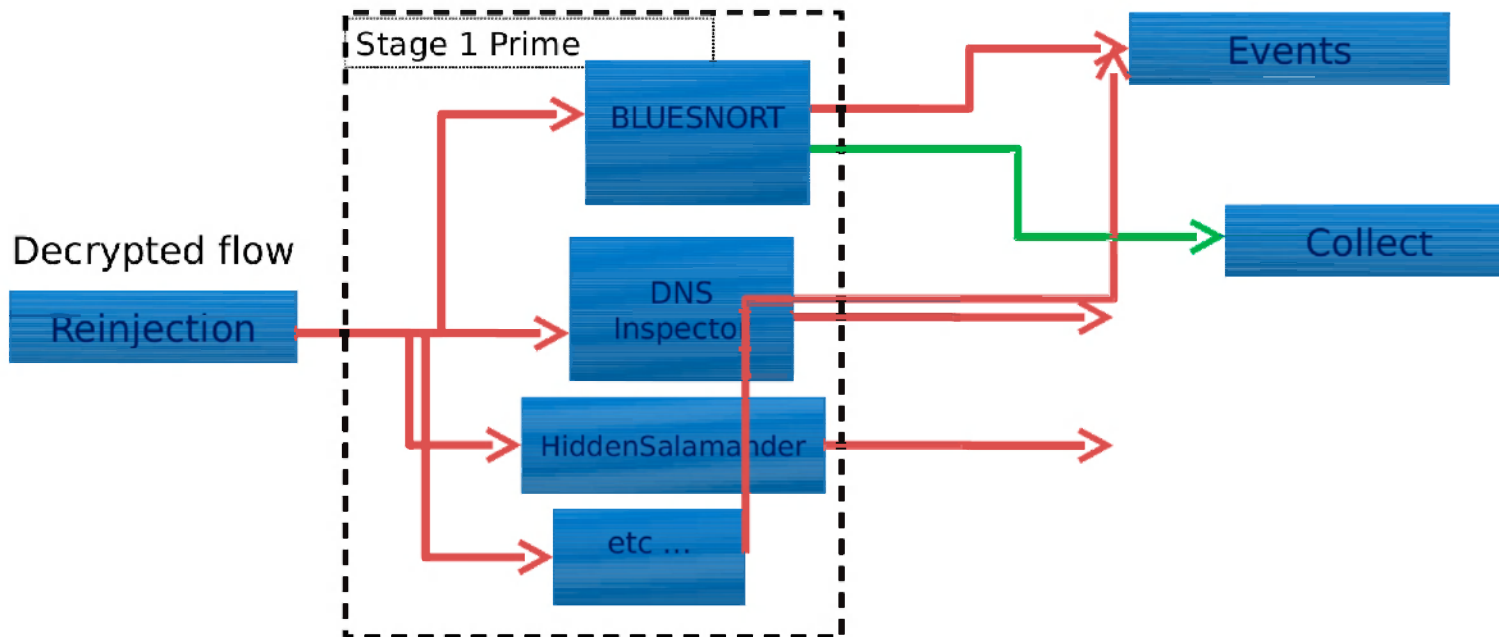 Stage 1 Prime
Events
BLUESNORT
Collect
Decrypted flow
DNS
Inspector
Reinjection
HiddenSalamander
etc ...